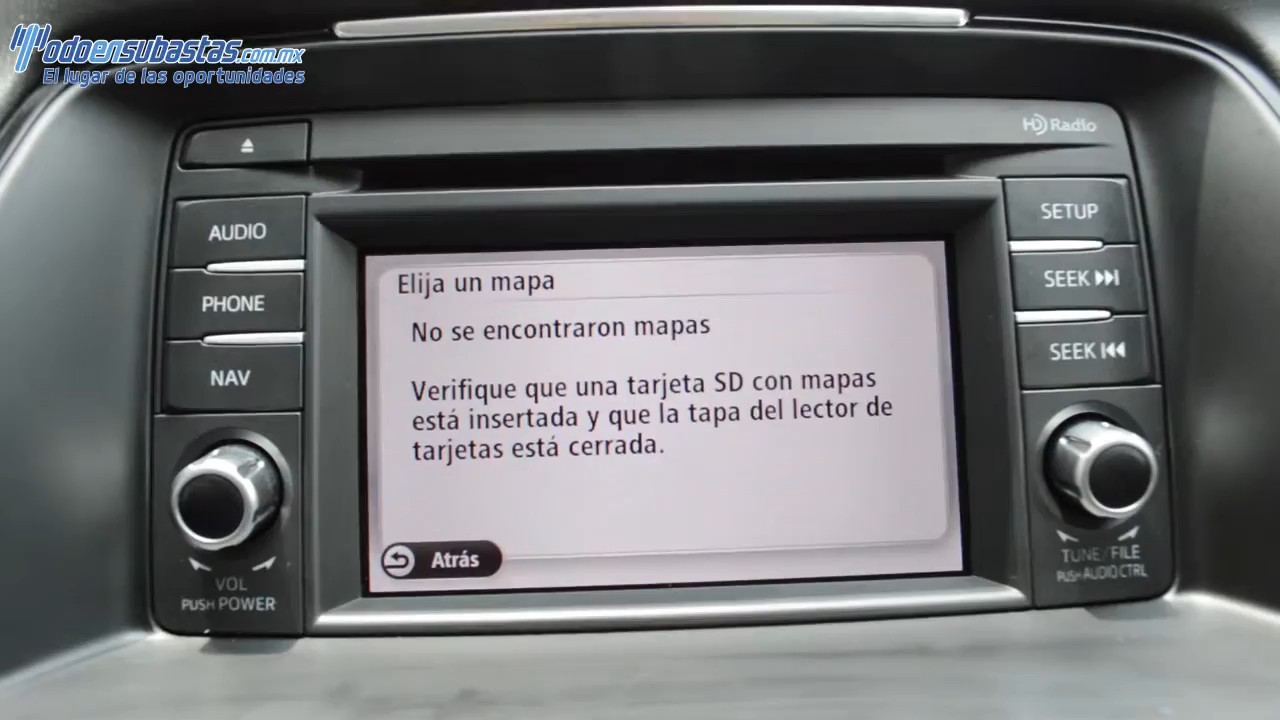 Todoensubastas.com.mx
El lugar de las oportunidades
HD Radio
AUDIO
PHONE
NAV
VOL
PUSH POWER
Elija un mapa
No se encontraron mapas
Verifique que una tarjeta SD con mapas
está insertada y que la tapa del lector de
tarjetas está cerrada.
Atrás
SETUP
SEEK
SEEK
TUNE/FILE
PUSH AUDIO CTRL